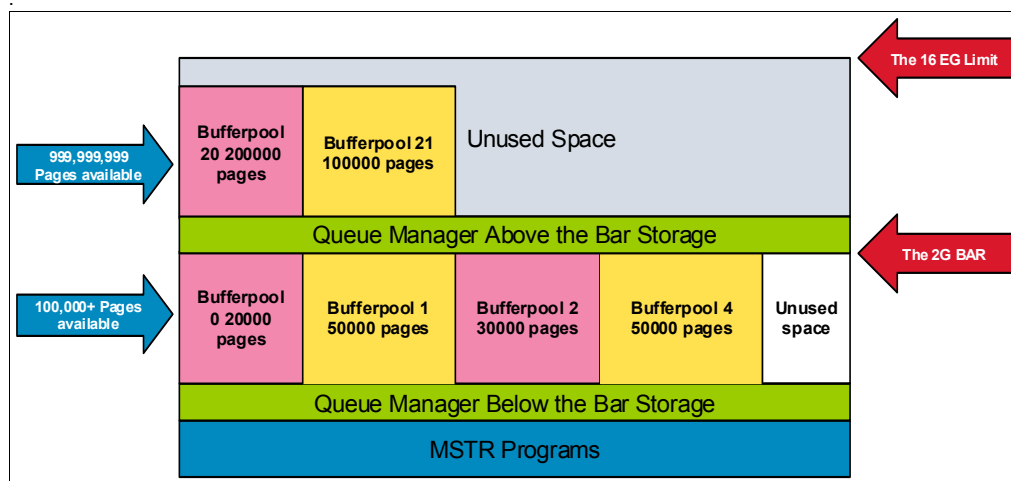 .
The 16 EG Limit
999,999,999
Pages available
Bufferpool
20 200000
pages
Bufferpool 21
100000 pages
Unused Space
Queue Manager Above the Bar Storage
The 2G BAR
100,000+ Pages
available
Bufferpool
0 20000
pages
Bufferpool 1
50000 pages
Bufferpool 2
30000 pages
Bufferpool 4
50000 pages
Unused
space
Queue Manager Below the Bar Storage
MSTR Programs